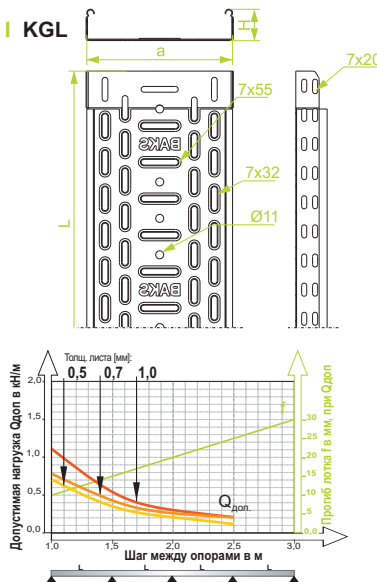 KGL
H
a
7x20
7x55
BAKS
7x32
L
Ø11
BAKS
Толщ. листа [мм]:
0,5 0,7 1,0
Допустимая нагрузка Qдоп в кН/м
2,0
1,5
1,0
0,5
0,0
f
Qдоп.
30
25
20
15
10
5
0,0
Прогиб лотка f в мм, при Qдоп
1,0 1,5 2,0 2,5 3,0
Шаг между опорами в м
L L L L